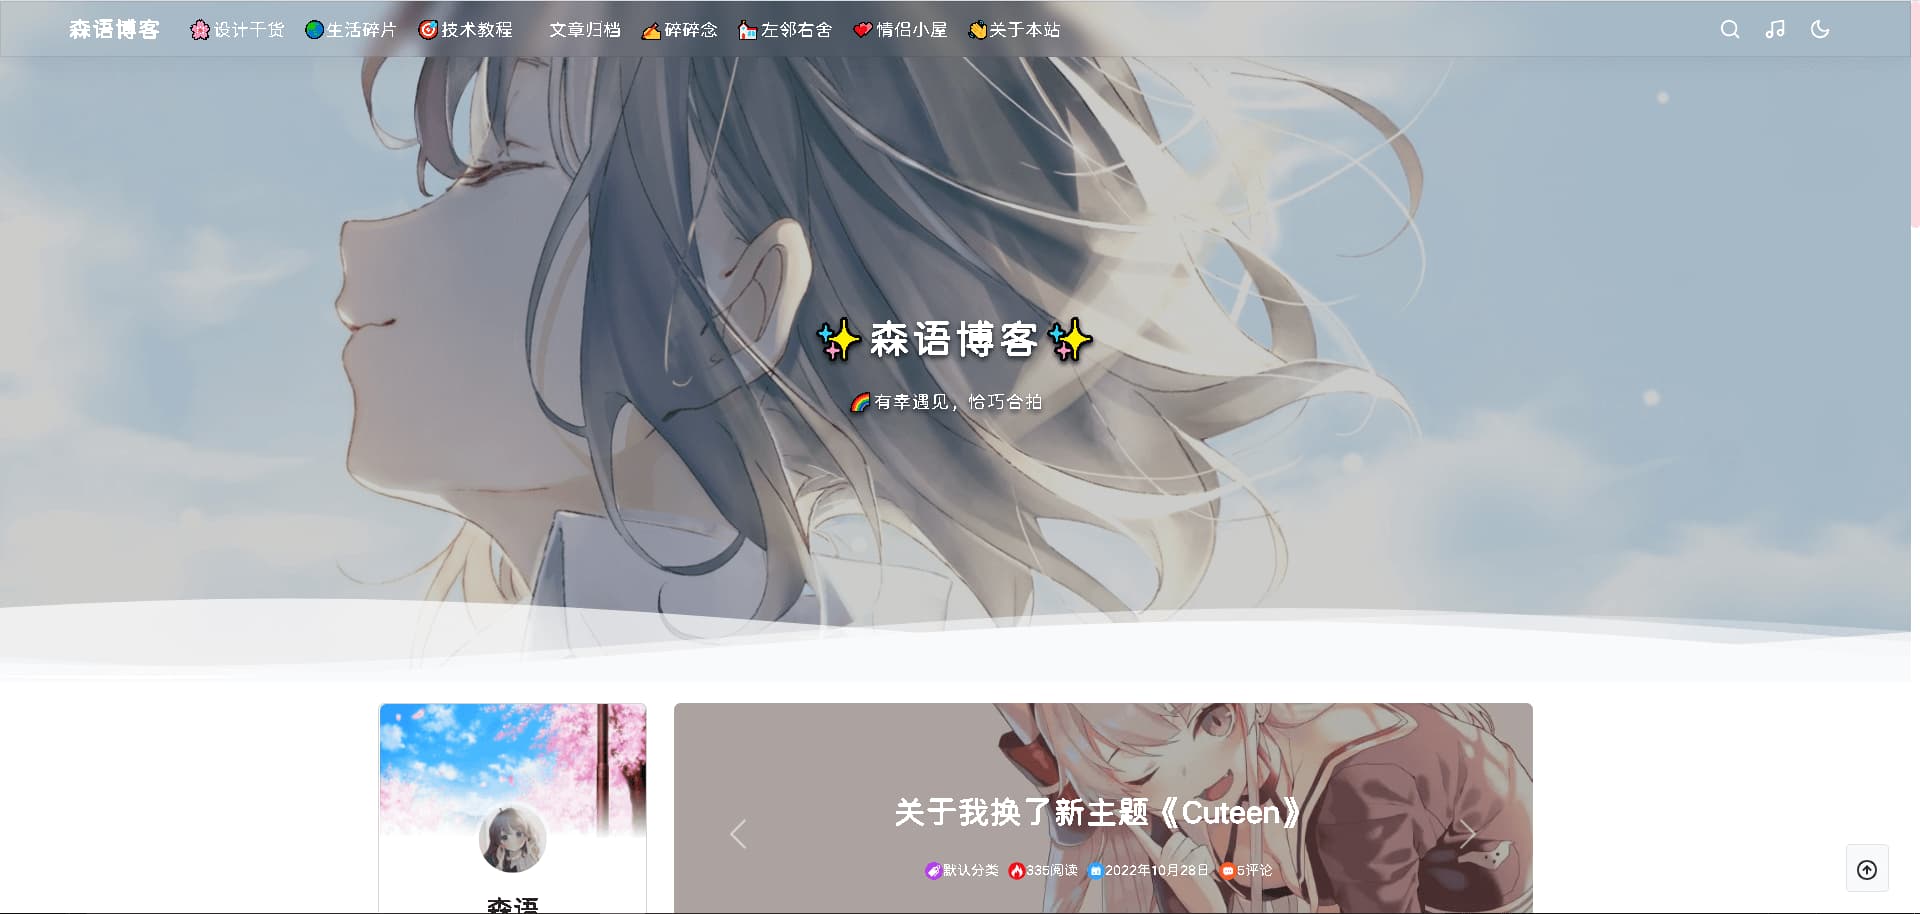 森语博客 🌸设计干货 🌏生活碎片 🎯技术教程 文章归档 ✍碎碎念 左邻右舍 ❤情侣小屋 👏关于本站
✨森语博客✨
🌈有幸遇见，恰巧合拍
关于我换了新主题《Cuteen》
默认分类 335阅读 2022年10月28日 5评论
森语